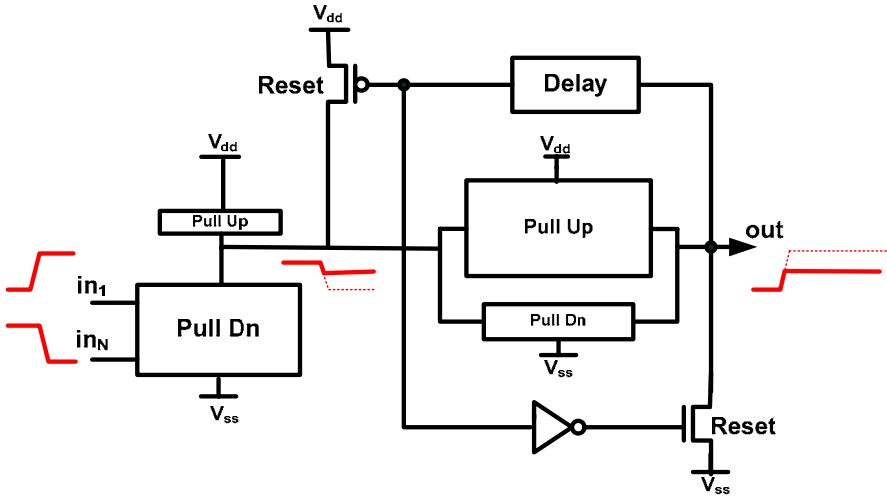 Vdd
Reset
Delay
Vdd
Vdd
Pull Up
Pull Up
out
in1
Pull Dn
Pull Dn
inN
Vss
Vss
Reset
Vss